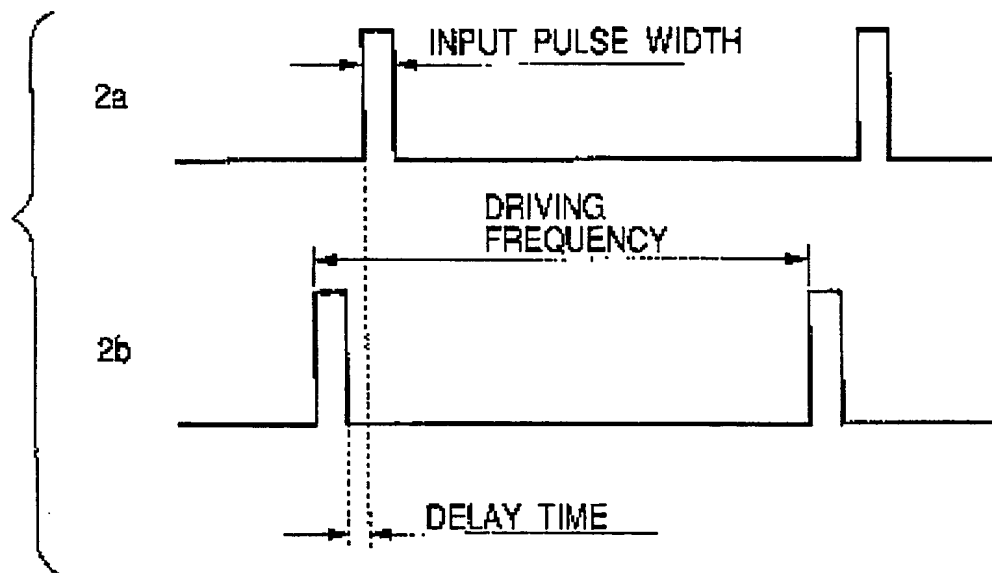 INPUT PULSE WIDTH
2a
DRIVING
FREQUENCY
2b
DELAY TIME